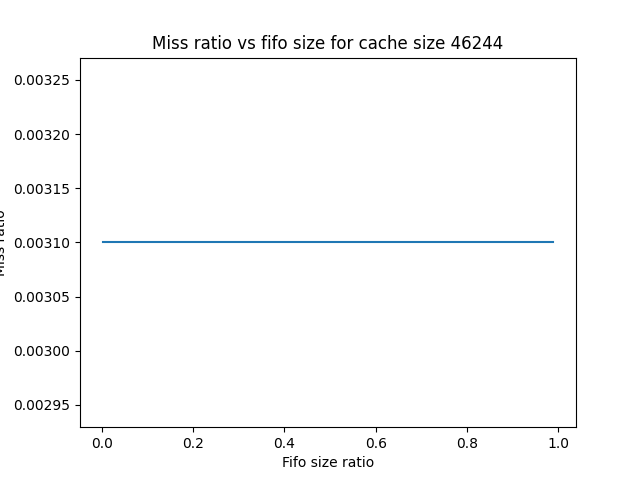 Miss ratio vs fifo size for cache size 46244
0.00325
0.00320
0.00315
0.00310
0.00305
0.00300
0.00295
Miss ratio
0.0 0.2 0.4 0.6 0.8 1.0
Fifo size ratio